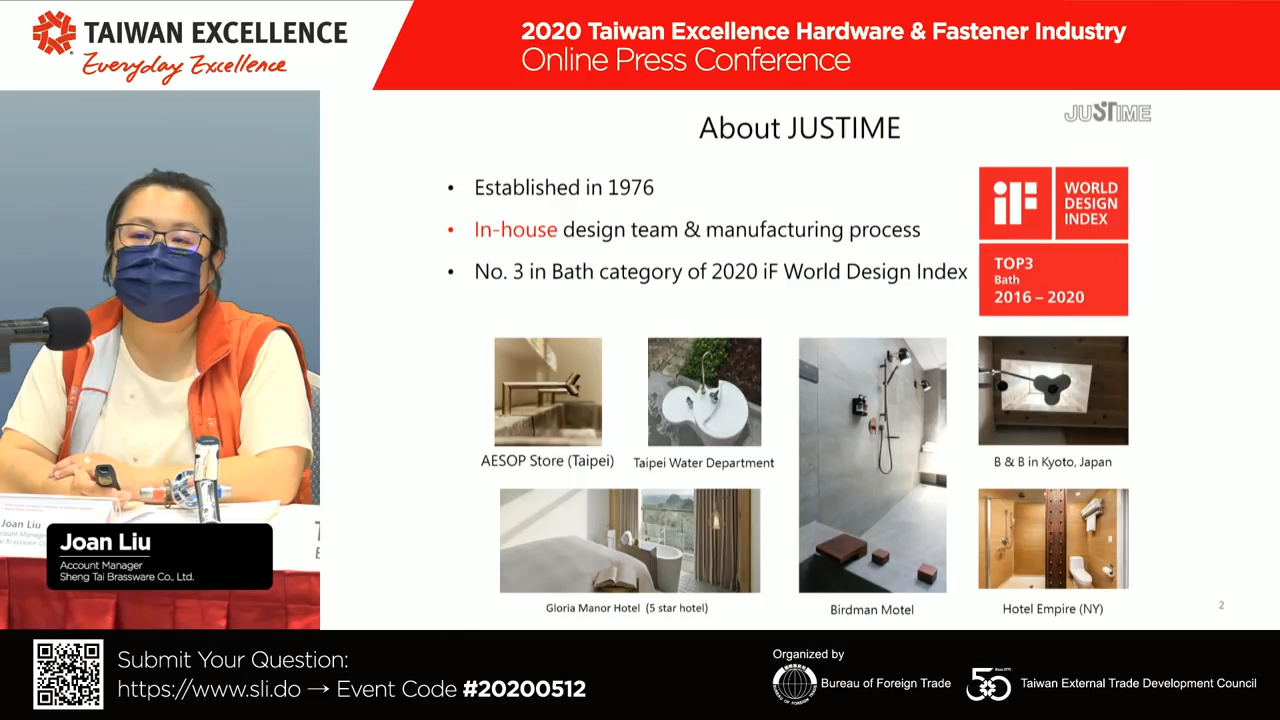 TAIWAN EXCELLENCE
Everyday Excellence
2020 Taiwan Excellence Hardware & Fastener Industry
Online Press Conference
About JUSTIME
JUSTIME
• Established in 1976
• In-house design team & manufacturing process
• No. 3 in Bath category of 2020 iF World Design Index
iF
WORLD
DESIGN
INDEX
TOP3
Bath
2016 – 2020
AESOP Store (Taipei)
Taipei Water Department
B & B in Kyoto, Japan
Gloria Manor Hotel (5 star hotel)
Birdman Motel
Hotel Empire (NY)
2
Joan Liu
Joan Liu
Account Manager
Sheng Tai Brassware Co., Ltd.
Submit Your Question:
https://www.sli.do → Event Code #20200512
Organized by
Bureau of Foreign Trade
50
Taiwan External Trade Development Council